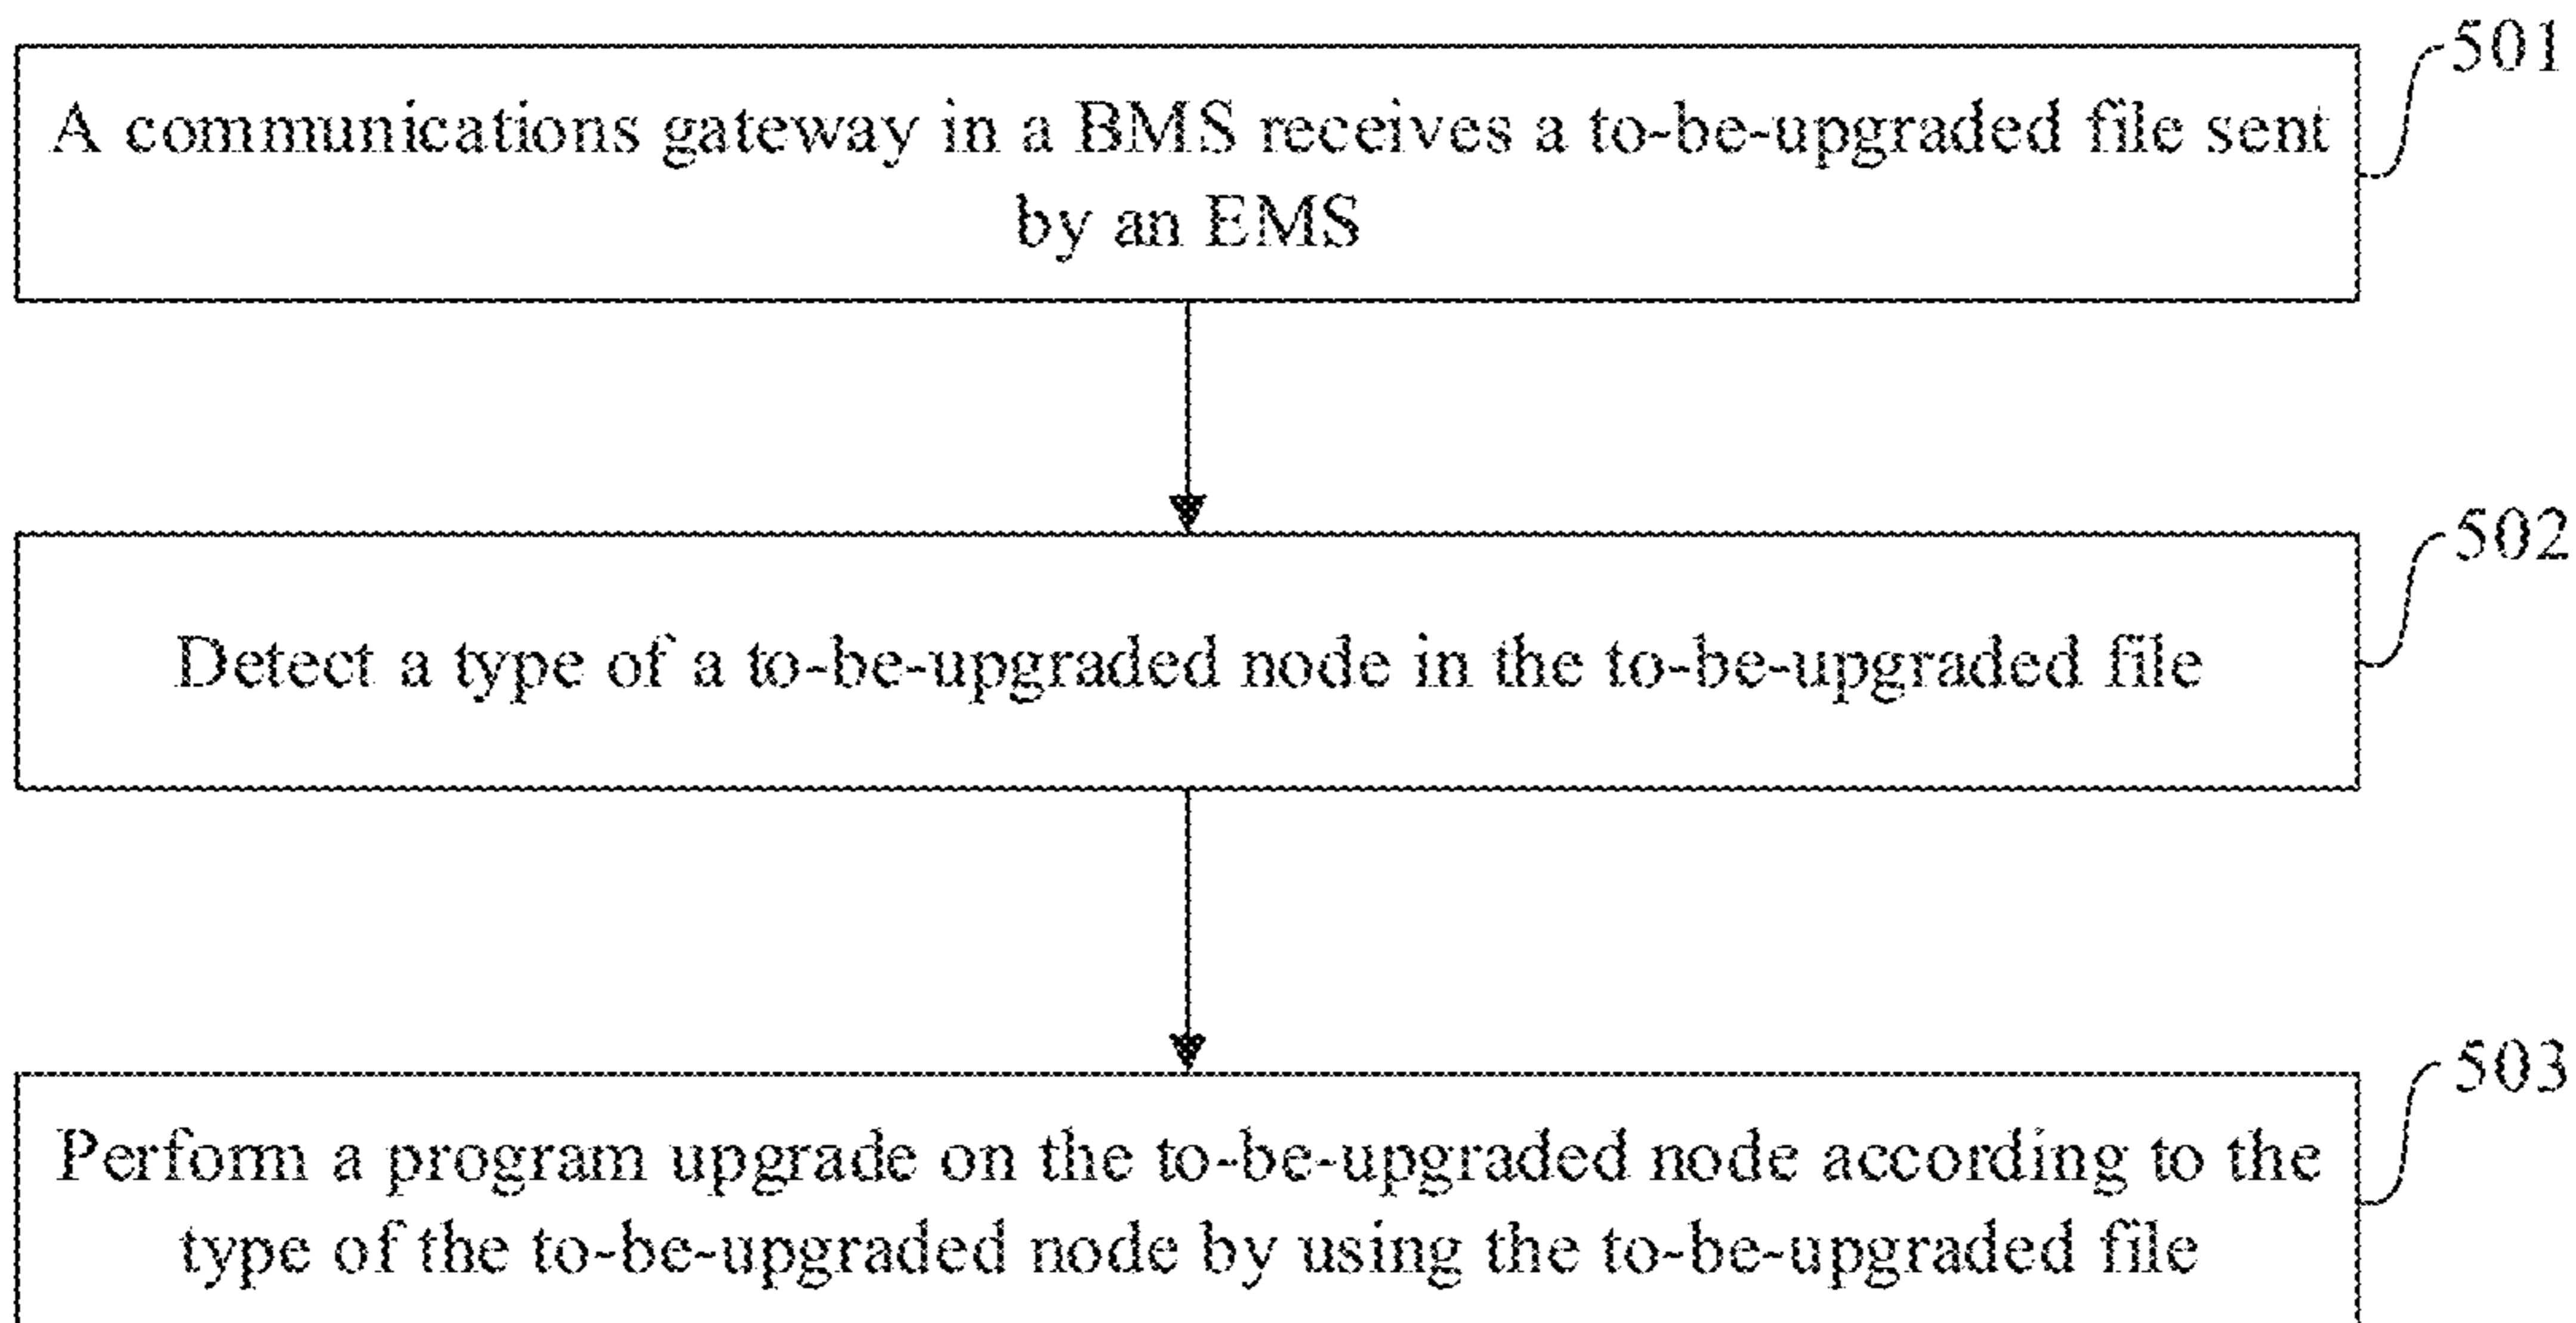 501
A communications gateway in a BMS receives a to-be-upgraded file sent
by an EMS
502
Detect a type of a to-be-upgraded node in the to-be-upgraded file
503
Perform a program upgrade on the to-be-upgraded node according to the
type of the to-be-upgraded node by using the to-be-upgraded file